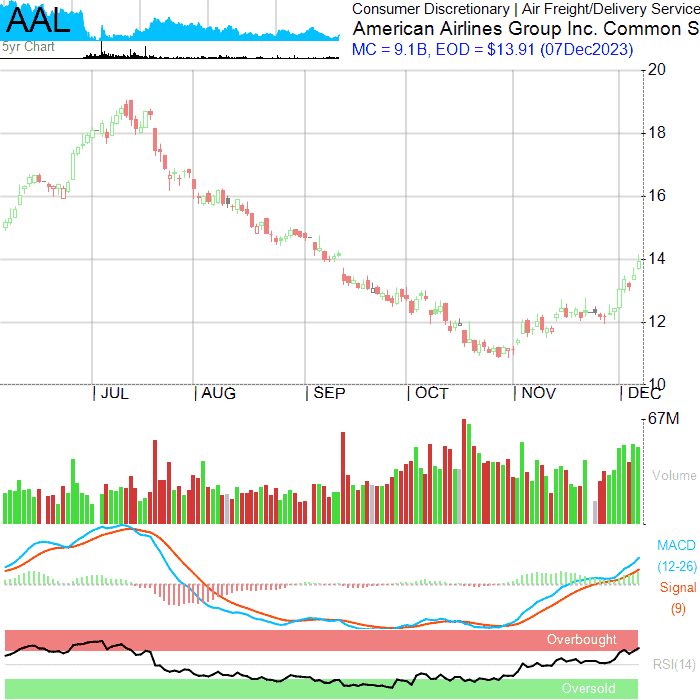 AAL
5yr Chart
Consumer Discretionary | Air Freight/Delivery Service
American Airlines Group Inc. Common S
MC = 9.1B, EOD = $13.91 (07Dec2023)
20
18
16
14
12
10
JUL AUG SEP OCT NOV DEC
67M
Volume
MACD
(12-26)
Signal
(9)
Overbought
RSI(14)
Oversold